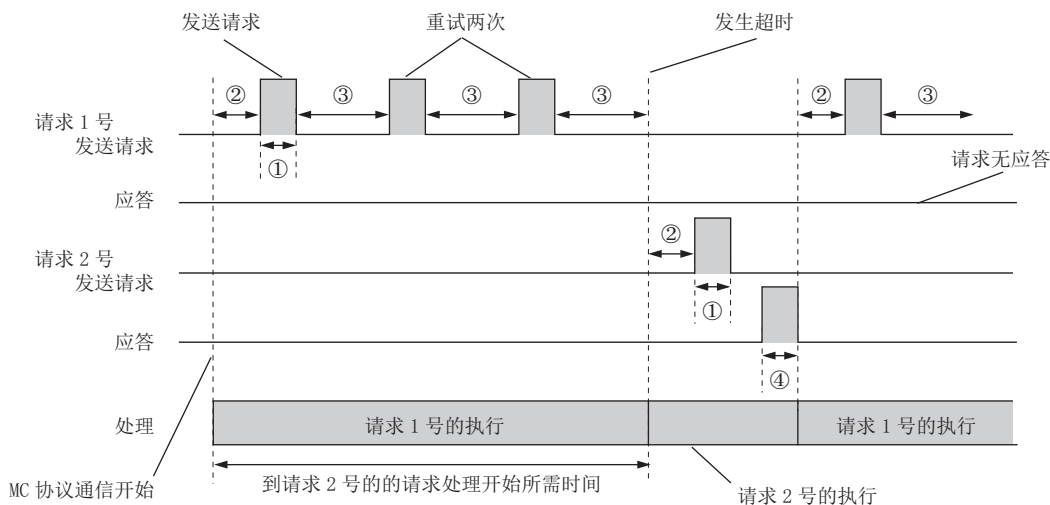 发送请求
重试两次
发生超时
② ③ ③ ③ ② ③
请求 1 号
发送请求
①
请求无应答
应答
②
请求 2 号
发送请求
①
应答
④
处理
请求 1 号的执行
请求 1 号的执行
到请求 2 号的的请求处理开始所需时间
MC 协议通信开始
请求 2 号的执行